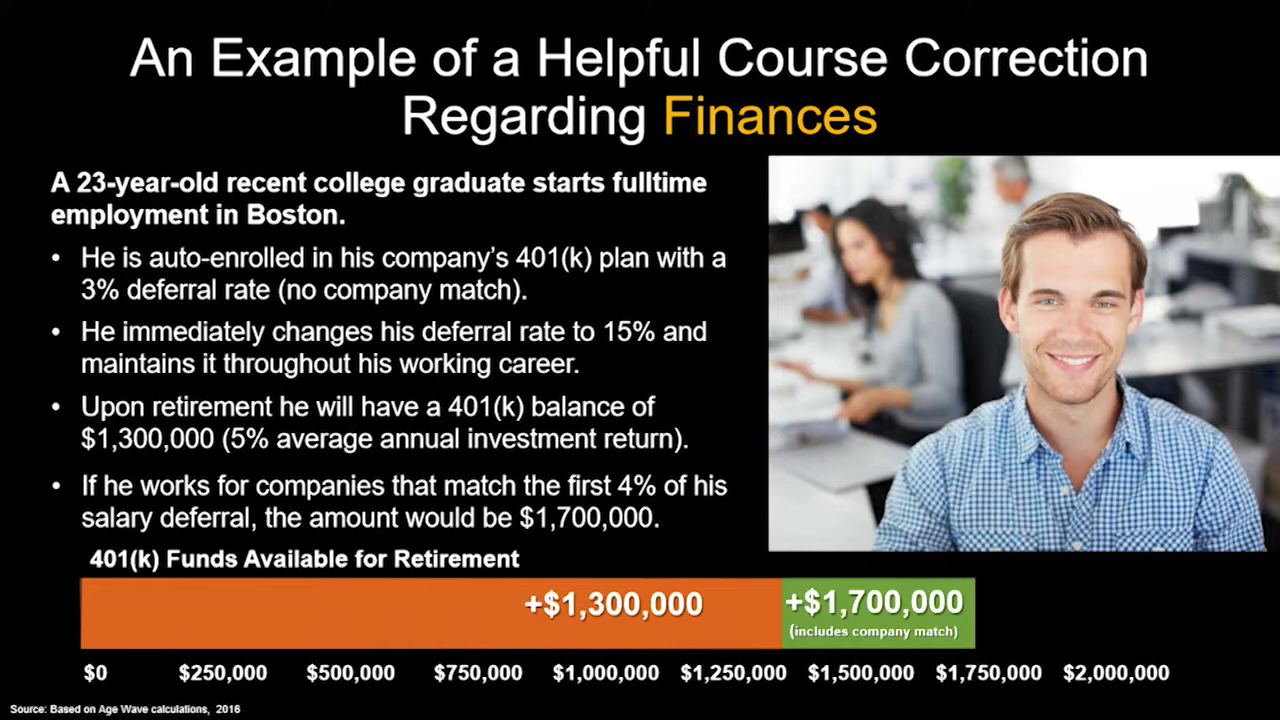 An Example of a Helpful Course Correction
Regarding Finances
A 23-year-old recent college graduate starts fulltime
employment in Boston.
• He is auto-enrolled in his company's 401(k) plan with a
3% deferral rate (no company match).
• He immediately changes his deferral rate to 15% and
maintains it throughout his working career.
• Upon retirement he will have a 401(k) balance of
$1,300,000 (5% average annual investment return).
• If he works for companies that match the first 4% of his
salary deferral, the amount would be $1,700,000.
401(k) Funds Available for Retirement
+$1,300,000
+$1,700,000
(includes company match)
$0 $250,000 $500,000 $750,000 $1,000,000 $1,250,000 $1,500,000 $1,750,000 $2,000,000
Source: Based on Age Wave calculations, 2016